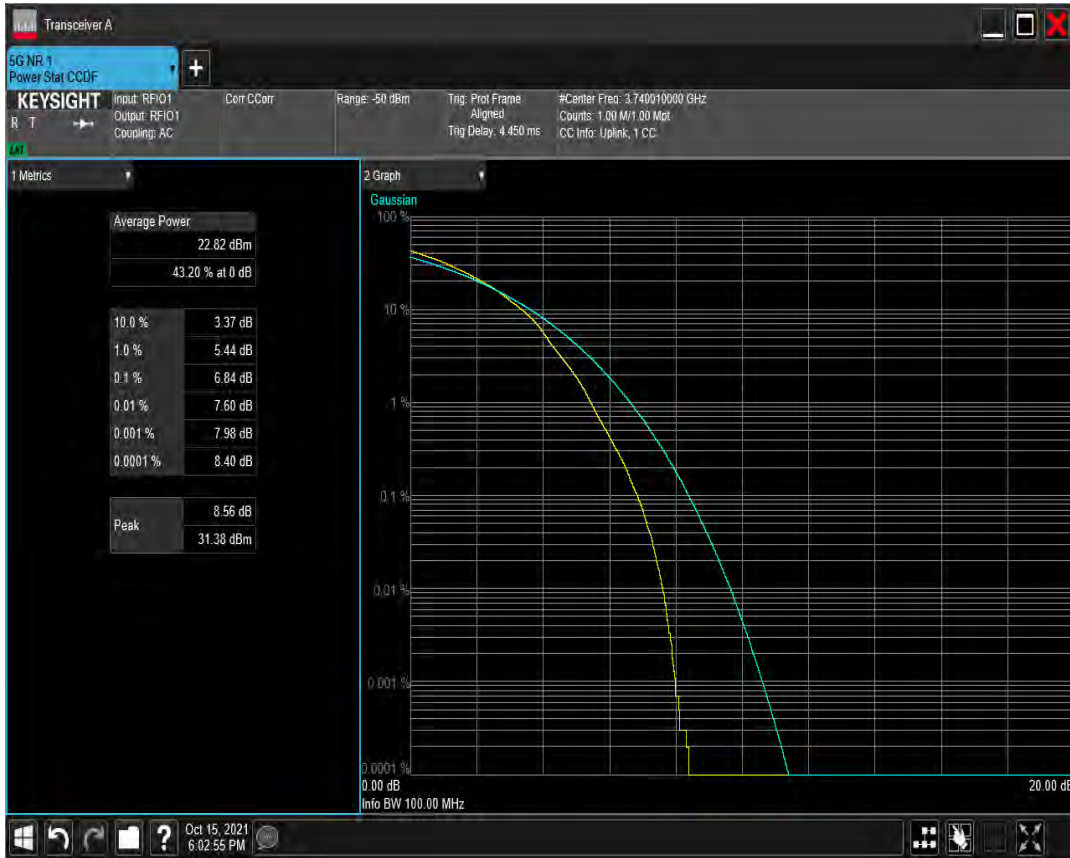 Transceiver A
5G NR 1
Power Stat CCDF
+
KEYSIGHT
R T
LXI
Input: RFIO1
Output: RFIO1
Coupling: AC
Corr CCorr
Range: -50 dBm
Trig: Prot Frame
Aligned
Trig Delay: 4.450 ms
#Center Freq: 3.740010000 GHz
Counts: 1.00 M/1.00 Mpt
CC Info: Uplink, 1 CC
1 Metrics
Average Power
22.82 dBm
43.20 % at 0 dB
10.0 % 3.37 dB
1.0 % 5.44 dB
0.1 % 6.84 dB
0.01 % 7.60 dB
0.001 % 7.98 dB
0.0001 % 8.40 dB
Peak 8.56 dB
31.38 dBm
2 Graph
Gaussian
100 %
10 %
1 %
0.1 %
0.01 %
0.001 %
0.0001 %
0.00 dB 20.00 dB
Info BW 100.00 MHz
?
Oct 15, 2021
6:02:55 PM